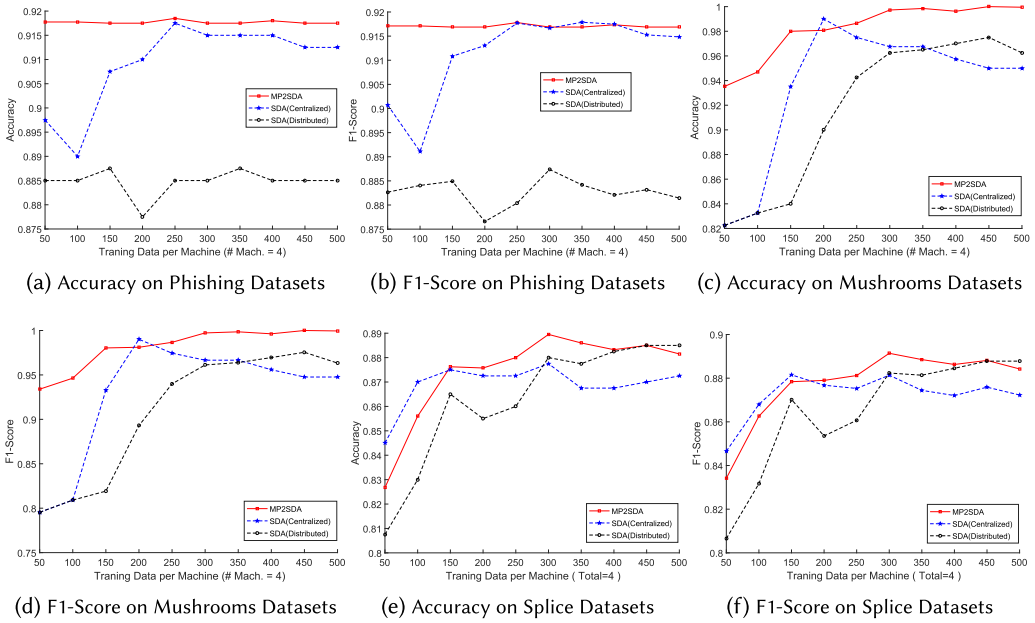 0.92
0.915
0.91
0.905
0.9
0.895
0.89
0.885
0.88
0.875
Accuracy
MP2SDA
SDA(Centralized)
SDA(Distributed)
50 100 150 200 250 300 350 400 450 500
Traning Data per Machine (# Mach. = 4)
(a) Accuracy on Phishing Datasets
0.92
0.915
0.91
0.905
0.9
0.895
0.89
0.885
0.88
0.875
F1-Score
MP2SDA
SDA(Centralized)
SDA(Distributed)
50 100 150 200 250 300 350 400 450 500
Traning Data per Machine (# Mach. = 4)
(b) F1-Score on Phishing Datasets
1
0.98
0.96
0.94
0.92
0.9
0.88
0.86
0.84
0.82
Accuracy
MP2SDA
SDA(Centralized)
SDA(Distributed)
50 100 150 200 250 300 350 400 450 500
Traning Data per Machine (# Mach. = 4)
(c) Accuracy on Mushrooms Datasets
1
0.95
0.9
0.85
0.8
0.75
F1-Score
MP2SDA
SDA(Centralized)
SDA(Distributed)
50 100 150 200 250 300 350 400 450 500
Traning Data per Machine (# Mach. = 4)
(d) F1-Score on Mushrooms Datasets
0.89
0.88
0.87
0.86
0.85
0.84
0.83
0.82
0.81
0.8
Accuracy
MP2SDA
SDA(Centralized)
SDA(Distributed)
50 100 150 200 250 300 350 400 450 500
Traning Data per Machine ( Total=4 )
(e) Accuracy on Splice Datasets
0.9
0.88
0.86
0.84
0.82
0.8
F1-Score
MP2SDA
SDA(Centralized)
SDA(Distributed)
50 100 150 200 250 300 350 400 450 500
Traning Data per Machine ( Total=4 )
(f) F1-Score on Splice Datasets